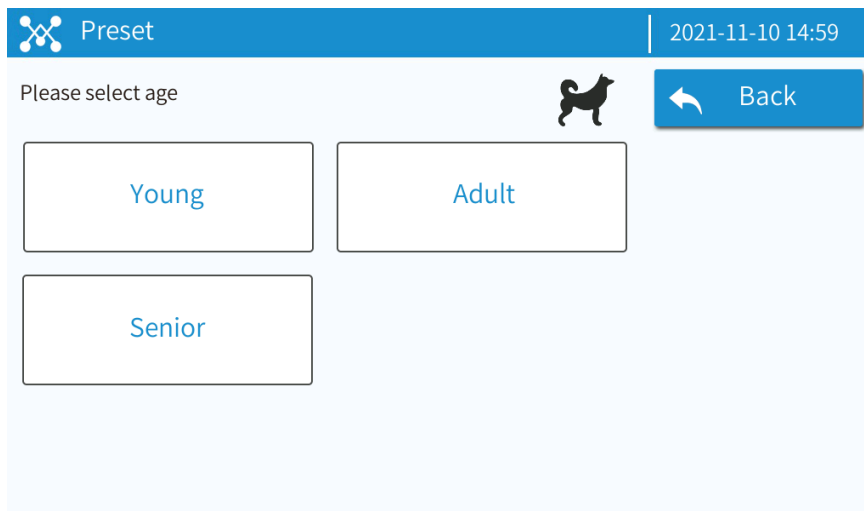 Preset
2021-11-10 14:59
Please select age
Back
Young
Adult
Senior